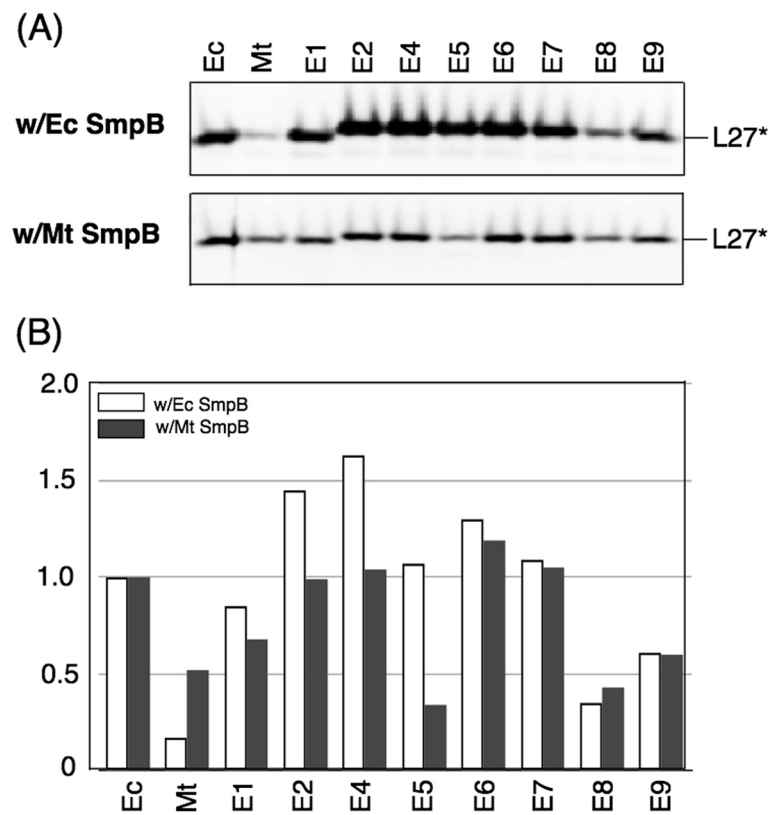 (A)
Ec Mt E1 E2 E4 E5 E6 E7 E8 E9
w/Ec SmpB
L27*
w/Mt SmpB
L27*
(B)
2.0
w/Ec SmpB
w/Mt SmpB
1.5
1.0
0.5
0
Ec Mt E1 E2 E4 E5 E6 E7 E8 E9